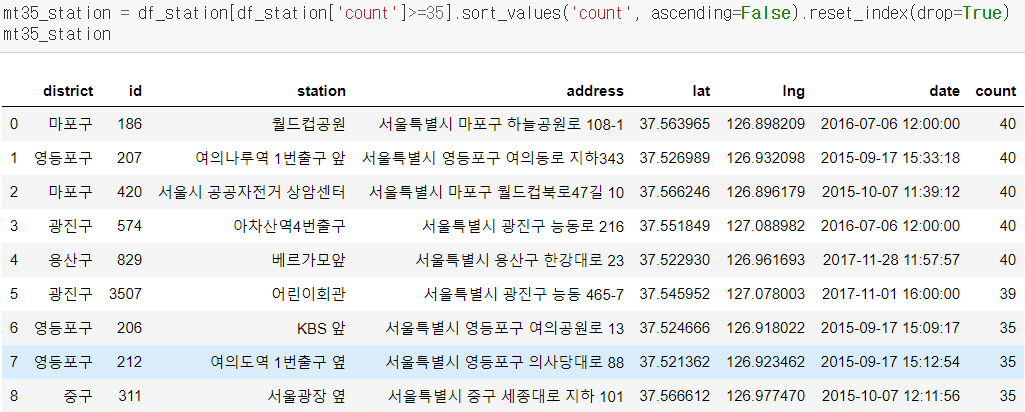 mt35_station = df_station[df_station['count']>=35].sort_values('count', ascending=False).reset_index(drop=True)
mt35_station
district id station address lat lng date count
0 마포구 186 월드컵공원 서울특별시 마포구 하늘공원로 108-1 37.563965 126.898209 2016-07-06 12:00:00 40
1 영등포구 207 여의나루역 1번출구 앞 서울특별시 영등포구 여의동로 지하343 37.526989 126.932098 2015-09-17 15:33:18 40
2 마포구 420 서울시 공공자전거 상암센터 서울특별시 마포구 월드컵북로47길 10 37.566246 126.896179 2015-10-07 11:39:12 40
3 광진구 574 아차산역4번출구 서울특별시 광진구 능동로 216 37.551849 127.088982 2016-07-06 12:00:00 40
4 용산구 829 베르가모앞 서울특별시 용산구 한강대로 23 37.522930 126.961693 2017-11-28 11:57:57 40
5 광진구 3507 어린이회관 서울특별시 광진구 능동 465-7 37.545952 127.078003 2017-11-01 16:00:00 39
6 영등포구 206 KBS 앞 서울특별시 영등포구 여의공원로 13 37.524666 126.918022 2015-09-17 15:09:17 35
7 영등포구 212 여의도역 1번출구 옆 서울특별시 영등포구 의사당대로 88 37.521362 126.923462 2015-09-17 15:12:54 35
8 중구 311 서울광장 옆 서울특별시 중구 세종대로 지하 101 37.566612 126.977470 2015-10-07 12:11:56 35